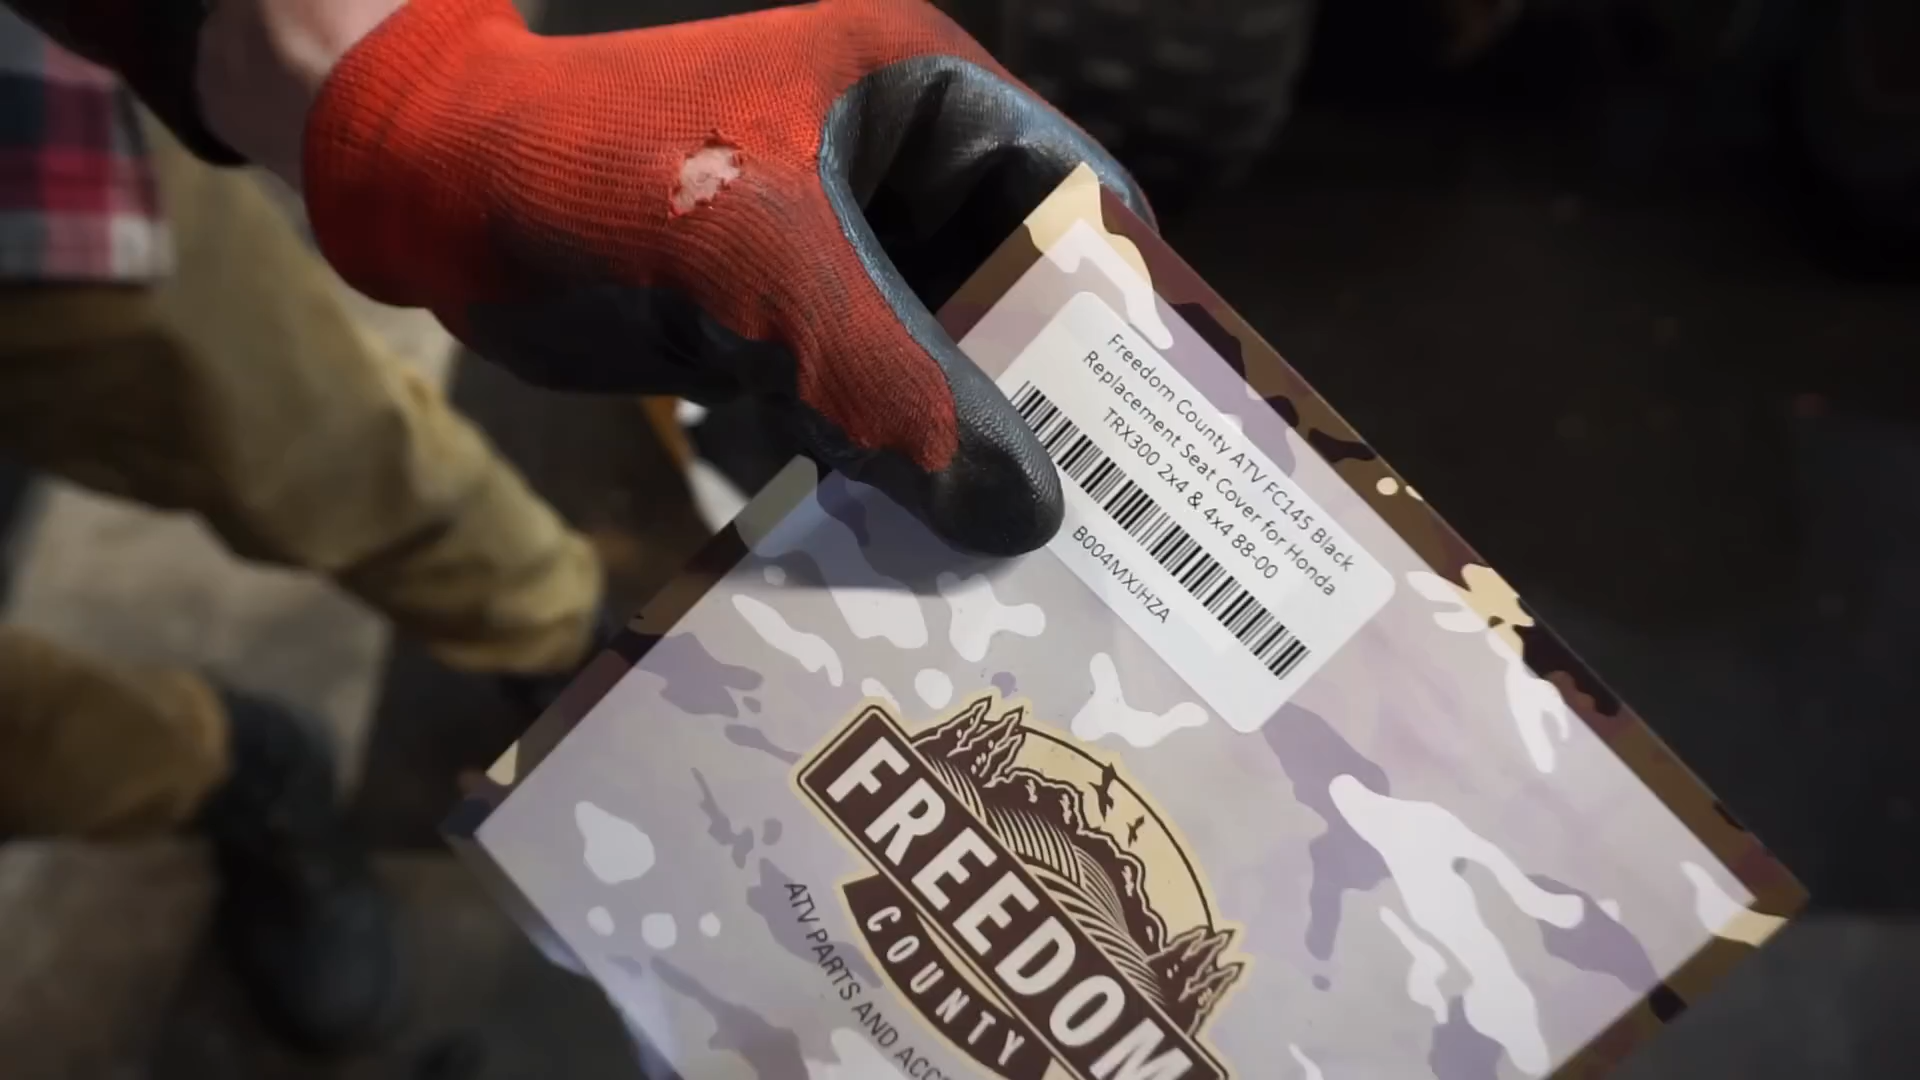 Freedom County ATV FC145 Black
Replacement Seat Cover for Honda
TRX300 2x4 & 4x4 88-00
B004MXJHZA
FREEDOM
COUNTY
ATV PARTS AND